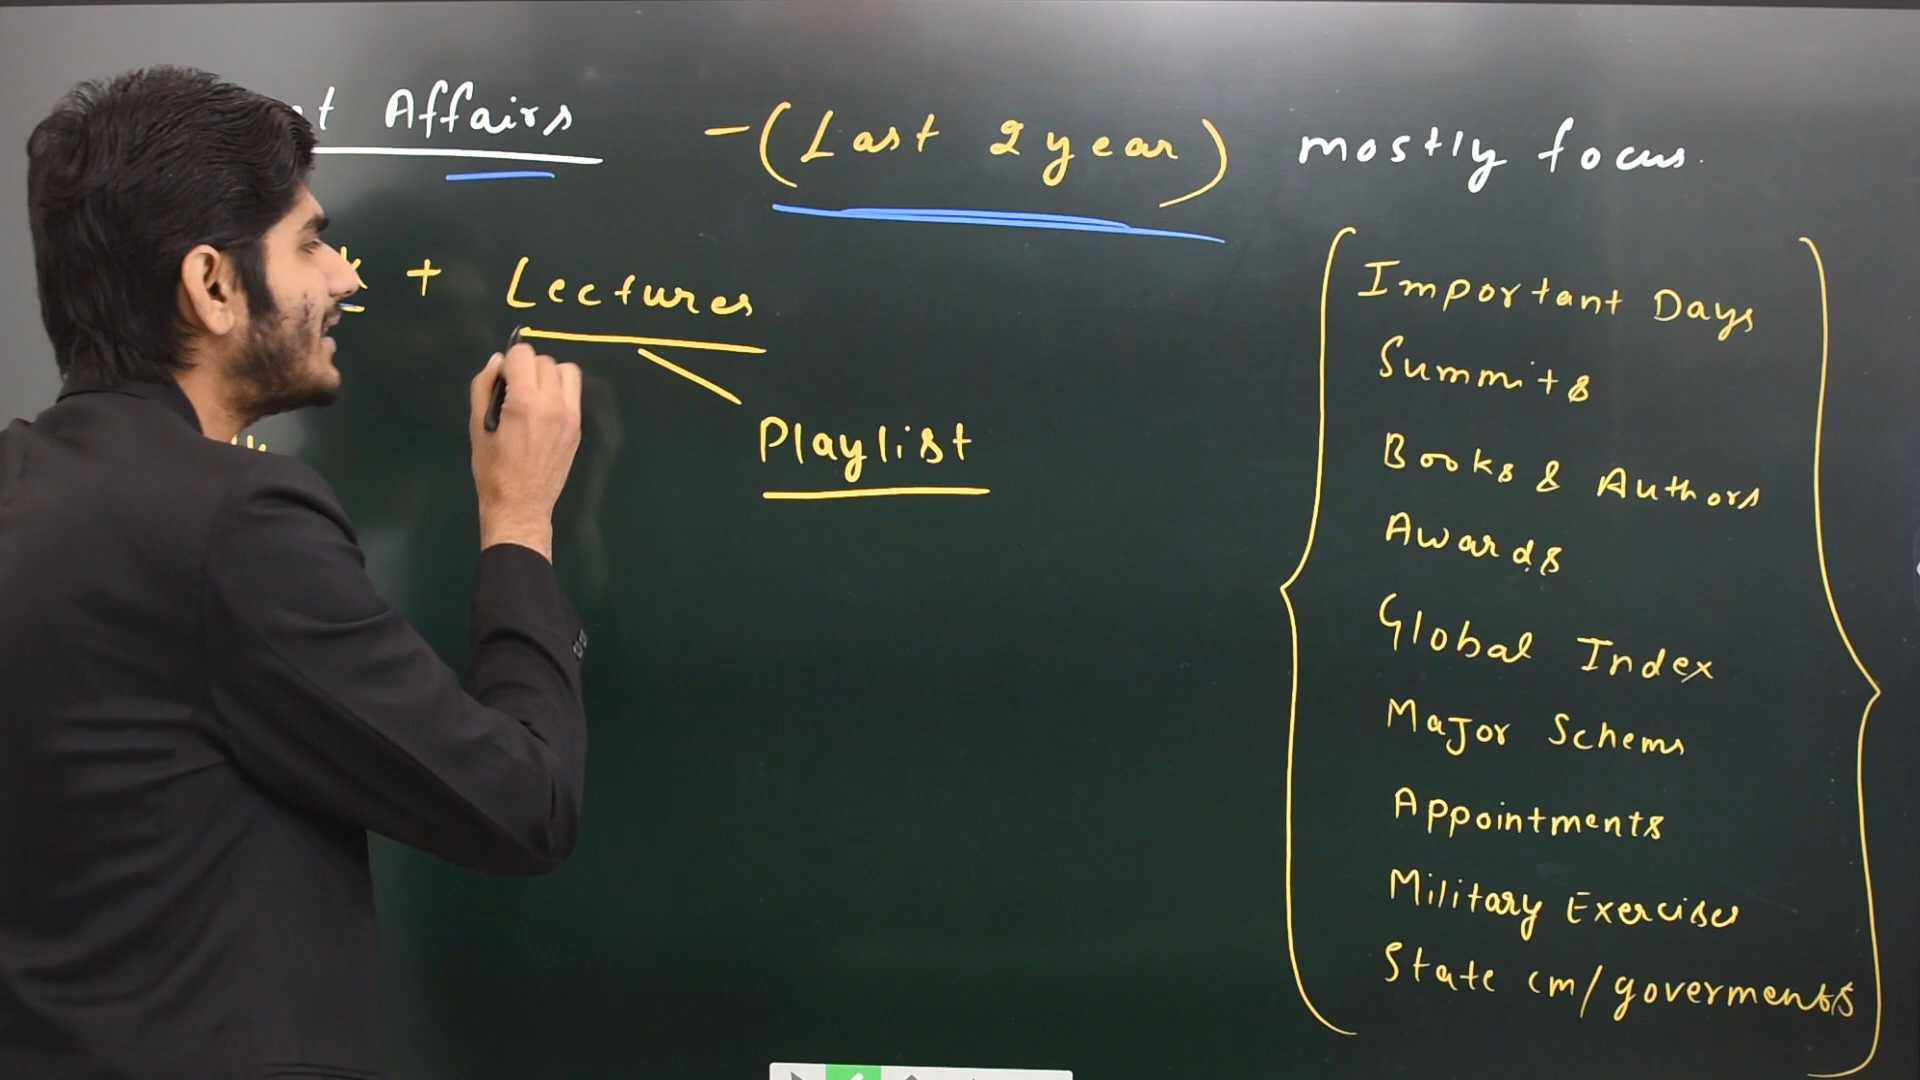 Affairs - (Last 2 year) mostly focus.
+ Lectures
Playlist
Important Days
Summits
Books & Authors
Awards
Global Index
Major Schems
Appointments
Military Exercises
State cm/goverments